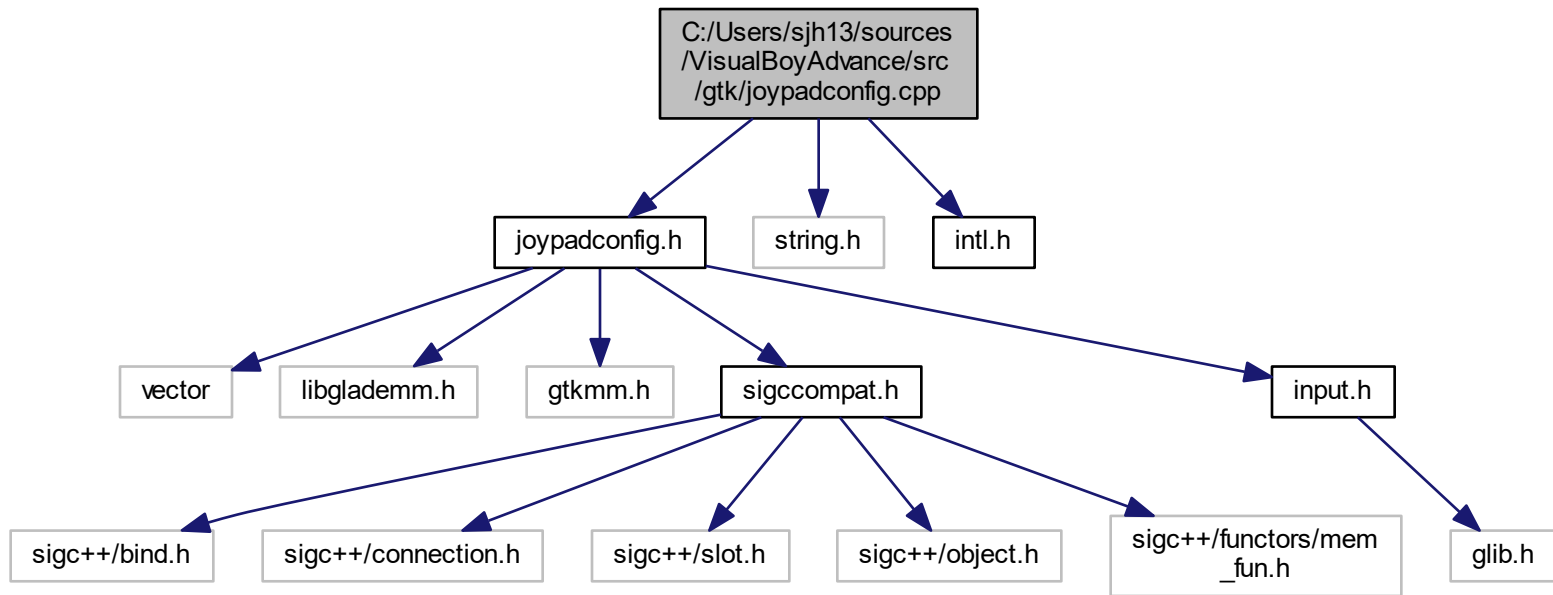 C:/Users/sjh13/sources
/VisualBoyAdvance/src
/gtk/joypadconfig.cpp
joypadconfig.h
string.h
intl.h
vector
libglademm.h
gtkmm.h
sigccompat.h
input.h
sigc++/bind.h
sigc++/connection.h
sigc++/slot.h
sigc++/object.h
sigc++/functors/mem
_fun.h
glib.h